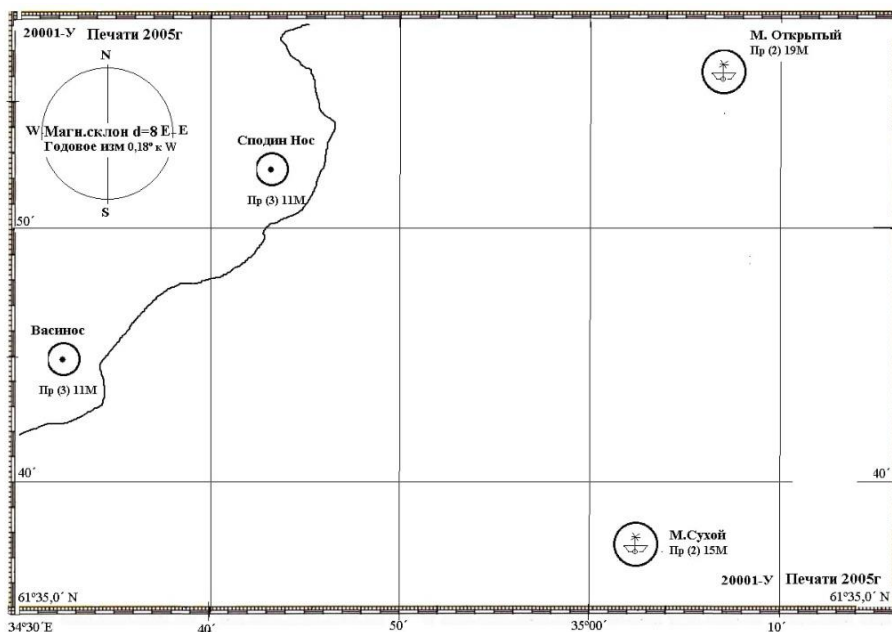 20001-У Печати 2005г
N
W Магн.склон d=8 E E
Годовое изм 0,18° к W
S
М. Открытый
Пр (2) 19М
Сподин Нос
Пр (3) 11М
50´
Васинос
Пр (3) 11М
40´
40´
М.Сухой
Пр (2) 15М
20001-У Печати 2005г
61°35,0´ N
61°35,0´ N
34°30´E
40´
50´
35°00´
10´